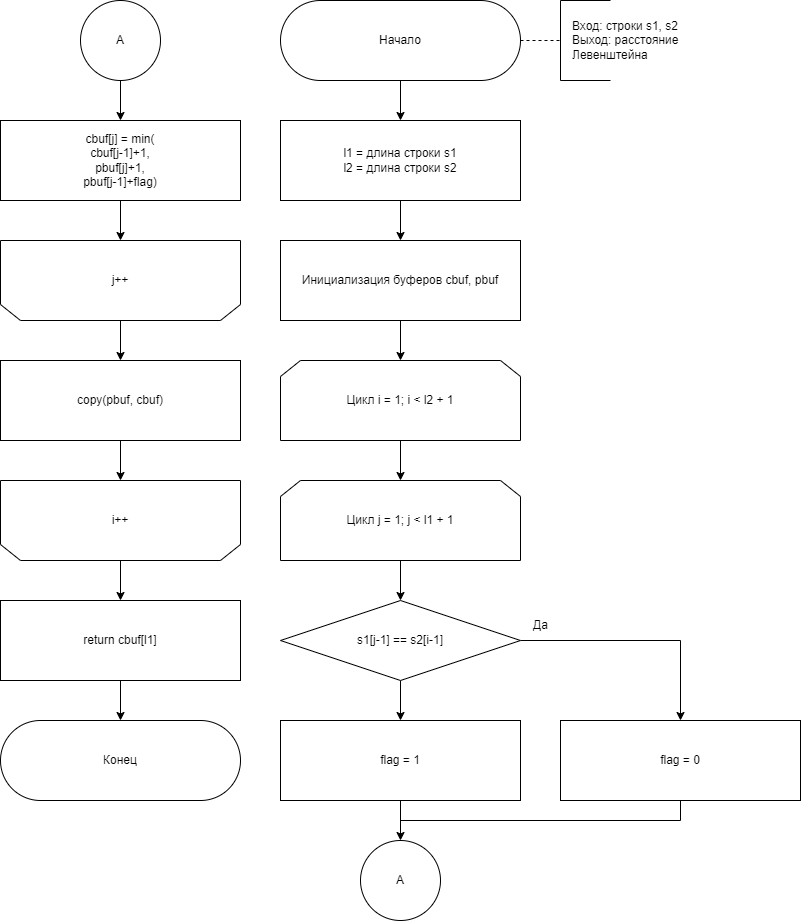 A
cbuf[j] = min(
cbuf[j-1]+1,
pbuf[j]+1,
pbuf[j-1]+flag)
j++
copy(pbuf, cbuf)
i++
return cbuf[l1]
Конец
Начало
Вход: строки s1, s2
Выход: расстояние
Левенштейна
l1 = длина строки s1
l2 = длина строки s2
Инициализация буферов cbuf, pbuf
Цикл i = 1; i < l2 + 1
Цикл j = 1; j < l1 + 1
s1[j-1] == s2[i-1]
Да
flag = 1
flag = 0
A